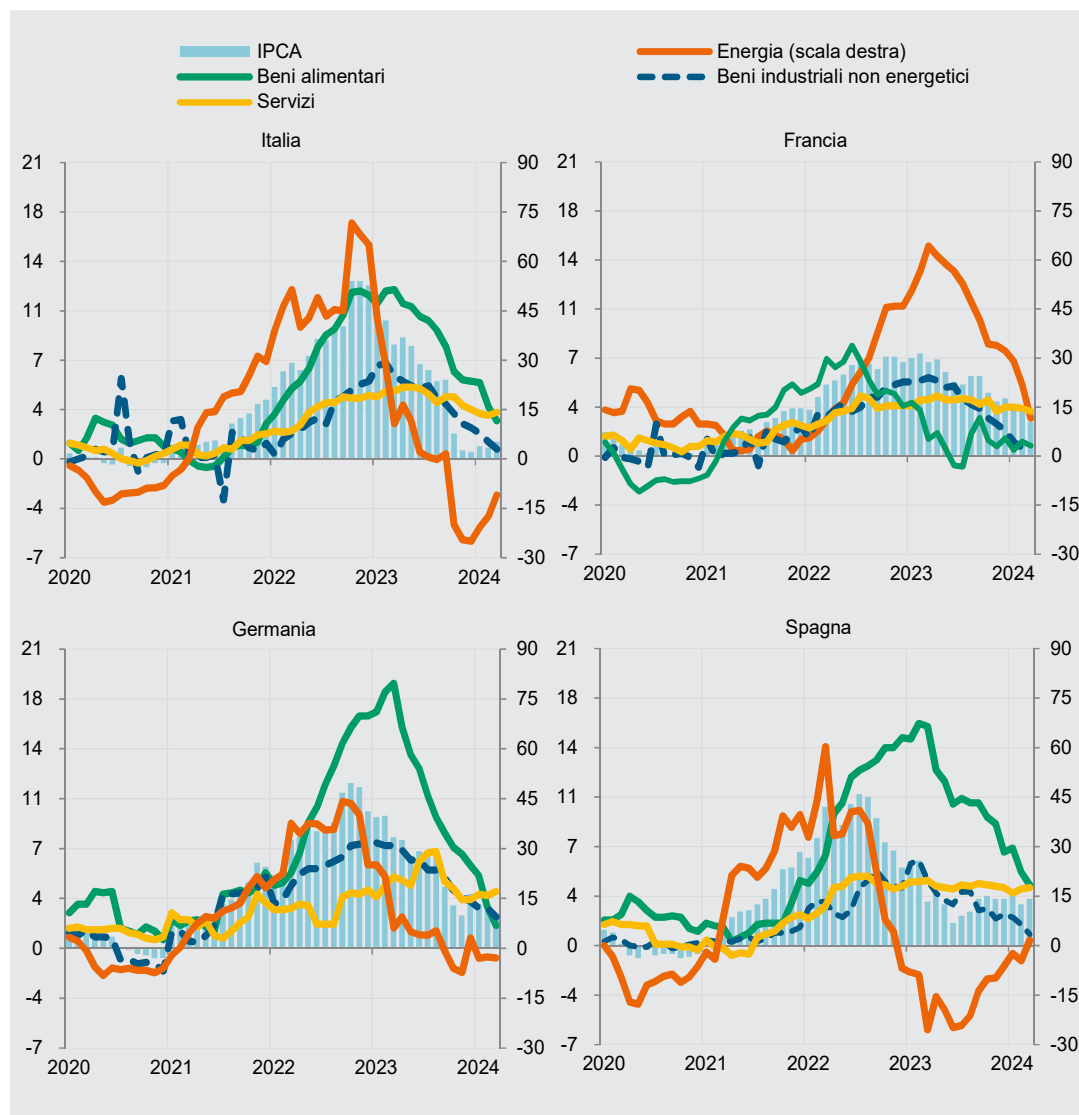 IPCA
Energia (scala destra)
Beni alimentari
Beni industriali non energetici
Servizi
Italia
Francia
21 90 21 90
18 75 18 75
14 60 14 60
11 45 11 45
7 30 7 30
4 15 4 15
0 0 0 0
-4 -15 -4 -15
-7 -30 -7 -30
2020 2021 2022 2023 2024 2020 2021 2022 2023 2024
Germania
Spagna
21 90 21 90
18 75 18 75
14 60 14 60
11 45 11 45
7 30 7 30
4 15 4 15
0 0 0 0
-4 -15 -4 -15
-7 -30 -7 -30
2020 2021 2022 2023 2024 2020 2021 2022 2023 2024